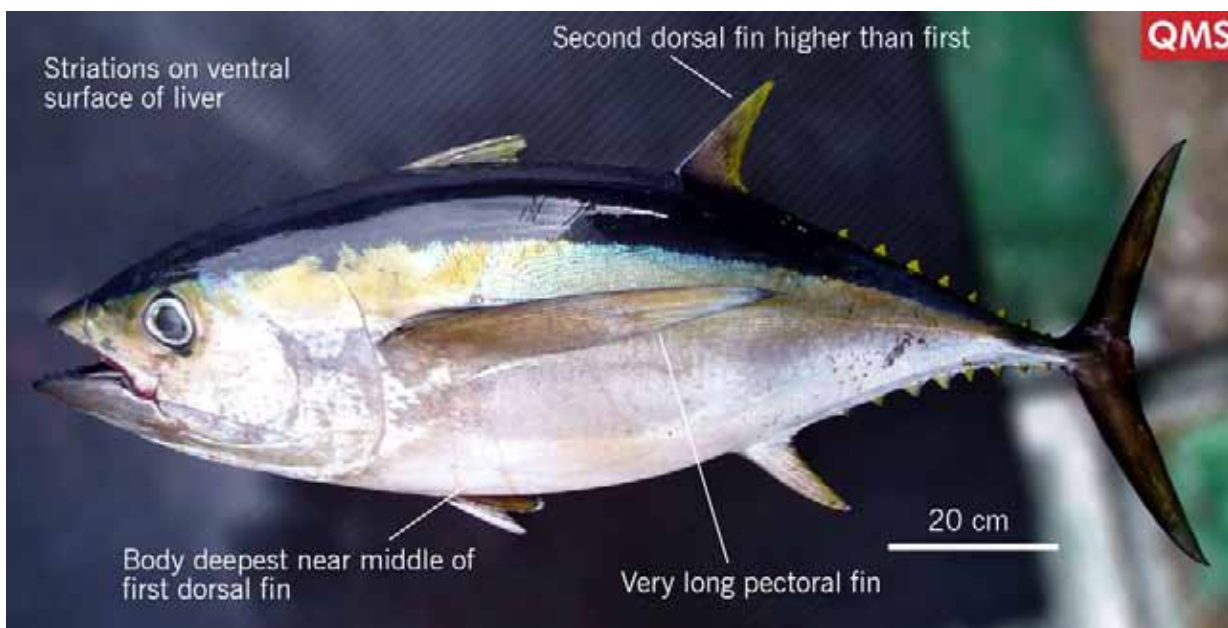 Second dorsal fin higher than first
QMS
Striations on ventral
surface of liver
20 cm
Body deepest near middle of
first dorsal fin
Very long pectoral fin